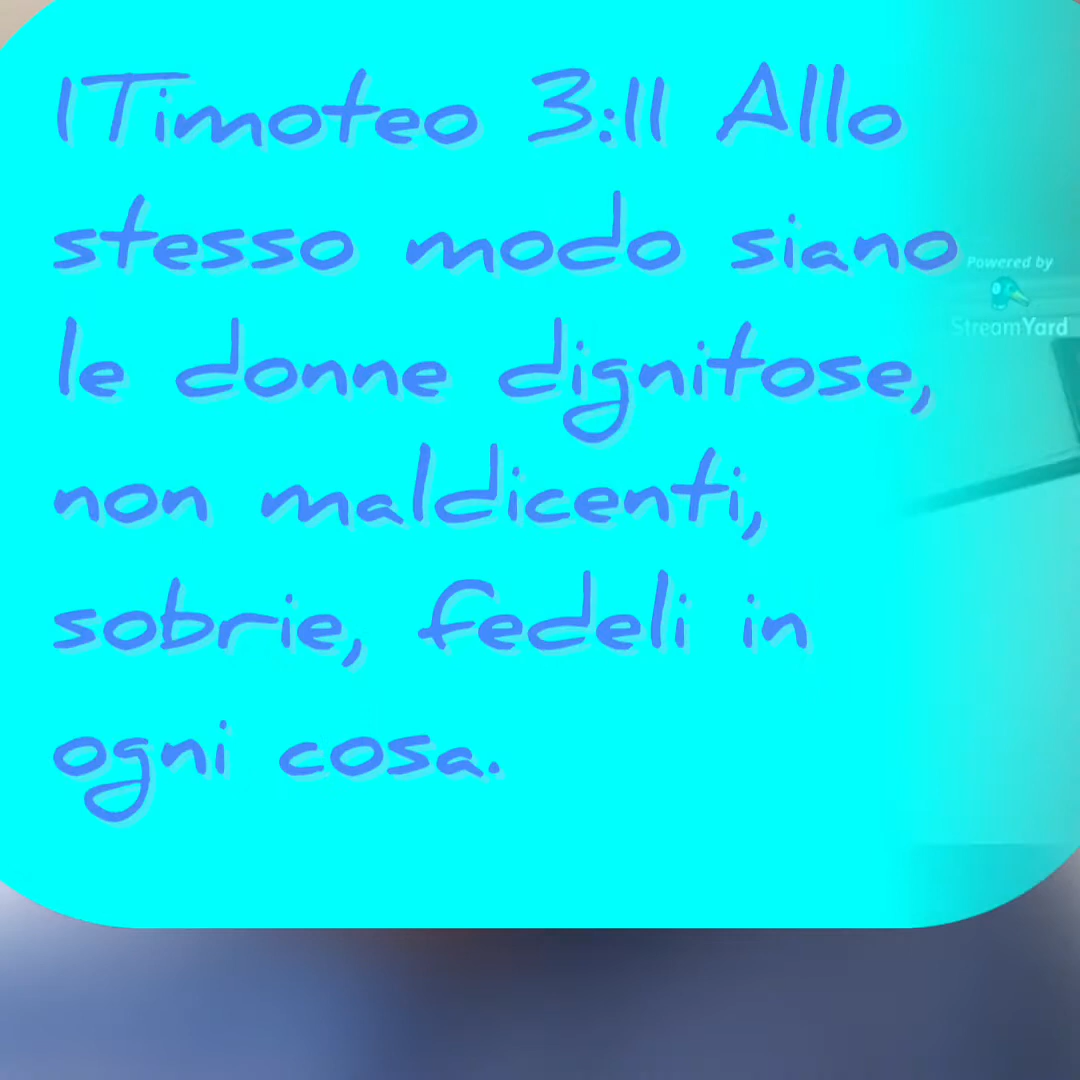 1Timoteo 3:11 Allo
stesso modo siano
le donne dignitose,
non maldicenti,
sobrie, fedeli in
ogni cosa.
Powered by
StreamYard